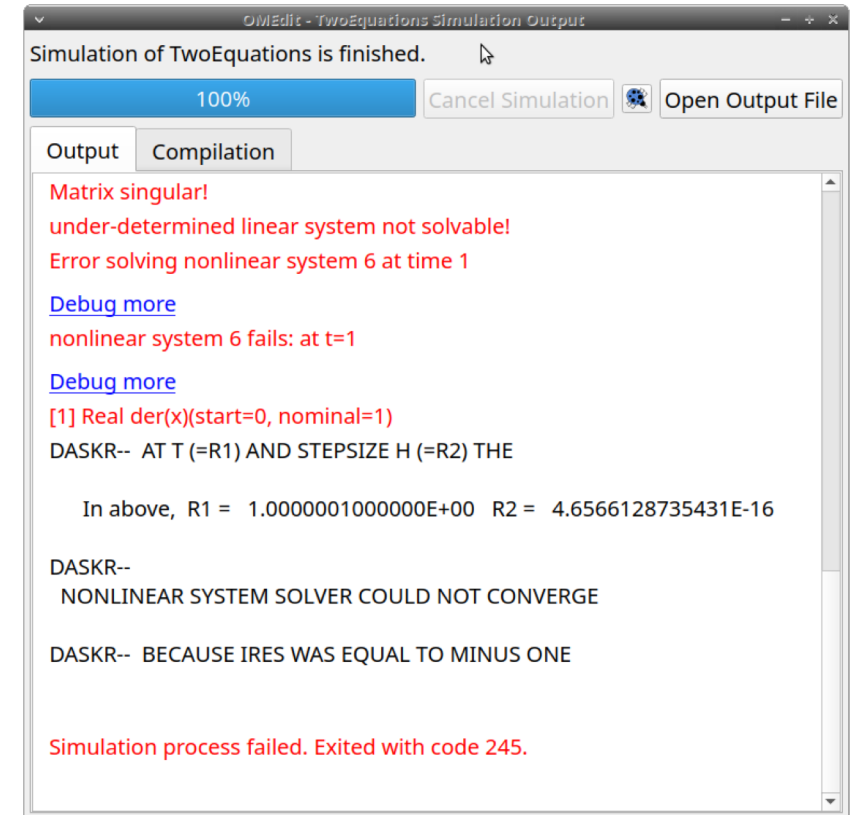 OMEdit - TwoEquations Simulation Output
Simulation of TwoEquations is finished.
100%
Cancel Simulation
Open Output File
Output
Compilation
Matrix singular!
under-determined linear system not solvable!
Error solving nonlinear system 6 at time 1
Debug more
nonlinear system 6 fails: at t=1
Debug more
[1] Real der(x)(start=0, nominal=1)
DASKR-- AT T (=R1) AND STEPSIZE H (=R2) THE
In above, R1 = 1.0000001000000E+00 R2 = 4.6566128735431E-16
DASKR--
NONLINEAR SYSTEM SOLVER COULD NOT CONVERGE
DASKR-- BECAUSE IRES WAS EQUAL TO MINUS ONE
Simulation process failed. Exited with code 245.